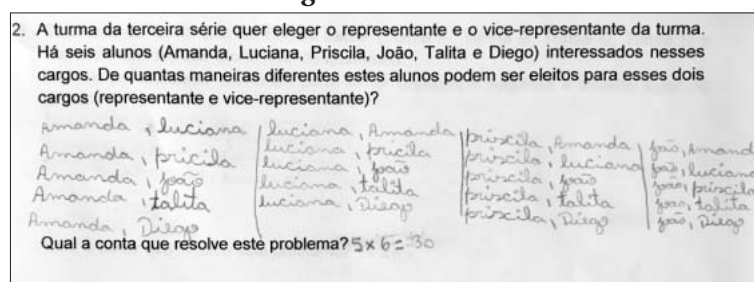 2. A turma da terceira série quer eleger o representante e o vice-representante da turma.
Há seis alunos (Amanda, Luciana, Priscila, João, Talita e Diego) interessados nesses
cargos. De quantas maneiras diferentes estes alunos podem ser eleitos para esses dois
cargos (representante e vice-representante)?
Amanda, luciana | luciana, Amanda | priscila, Amanda | joão, Amand
Amanda, pricila | luciana, pricila | priscila, luciana | joão, luciana
Amanda, joão | luciana, joão | priscila, joão | joão, priscila
Amanda, talita | luciana, talita | priscila, talita | joão, talita
Amanda, Diego | luciana, Diego | priscila, Diego | joão, Diego
Qual a conta que resolve este problema? 5x6=30